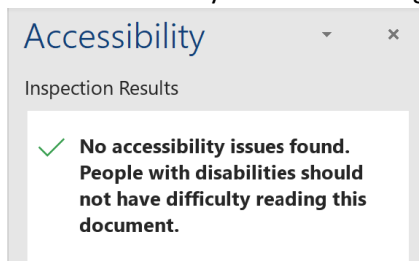 Accessibility
Inspection Results
No accessibility issues found.
People with disabilities should
not have difficulty reading this
document.